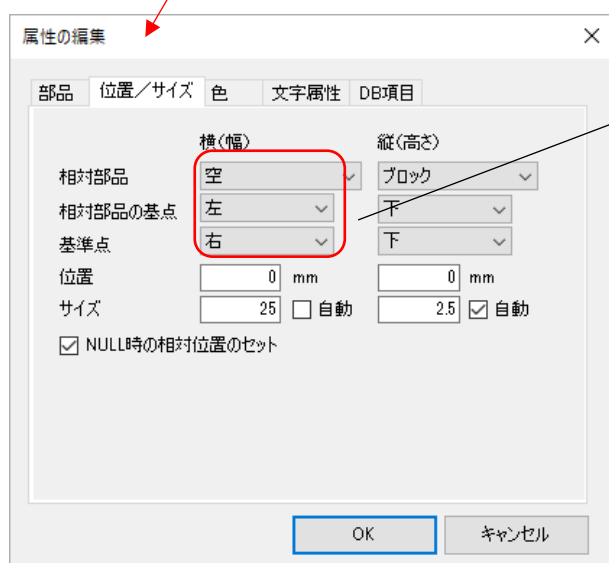 属性の編集
部品 位置／サイズ 色 文字属性 DB項目
横(幅) 縦(高さ)
相対部品 空 ブロック
相対部品の基点 左 下
基準点 右 下
位置 0 mm 0 mm
サイズ 25 自動 2.5 自動
NULL時の相対位置のセット
OK キャンセル